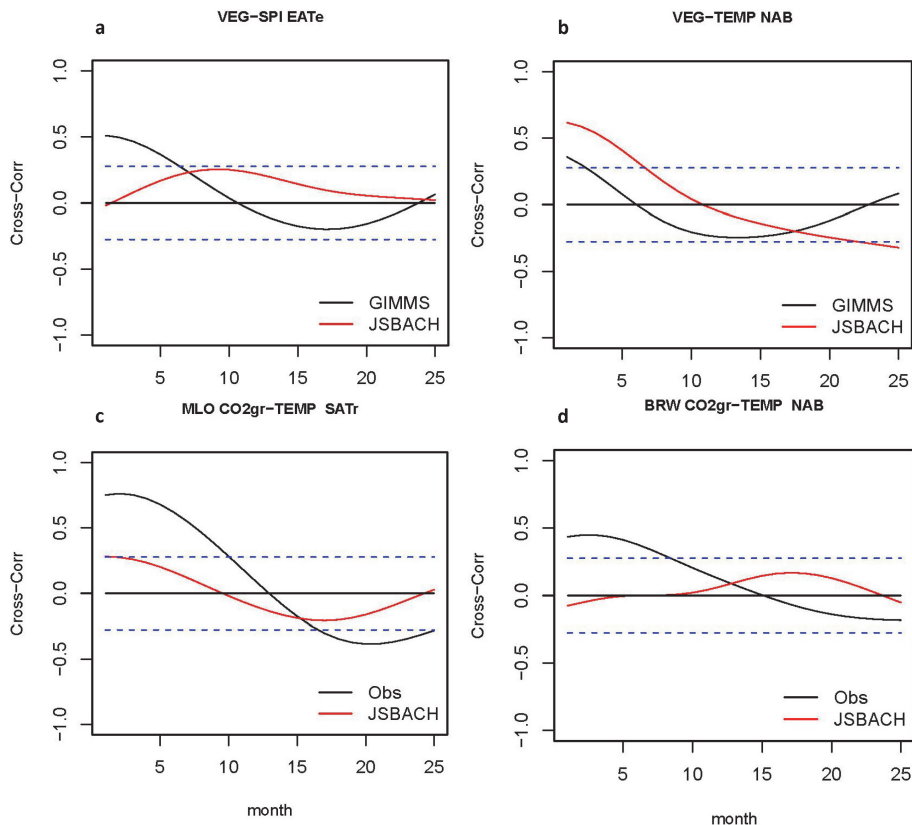 a
VEG−SPI EATe
Cross−Corr
1.0
0.5
0.0
−0.5
−1.0
GIMMS
JSBACH
5 10 15 20 25
b
VEG−TEMP NAB
Cross−Corr
1.0
0.5
0.0
−0.5
−1.0
GIMMS
JSBACH
5 10 15 20 25
c
MLO CO2gr−TEMP SATr
Cross−Corr
1.0
0.5
0.0
−0.5
−1.0
Obs
JSBACH
5 10 15 20 25
month
d
BRW CO2gr−TEMP NAB
Cross−Corr
1.0
0.5
0.0
−0.5
−1.0
Obs
JSBACH
5 10 15 20 25
month